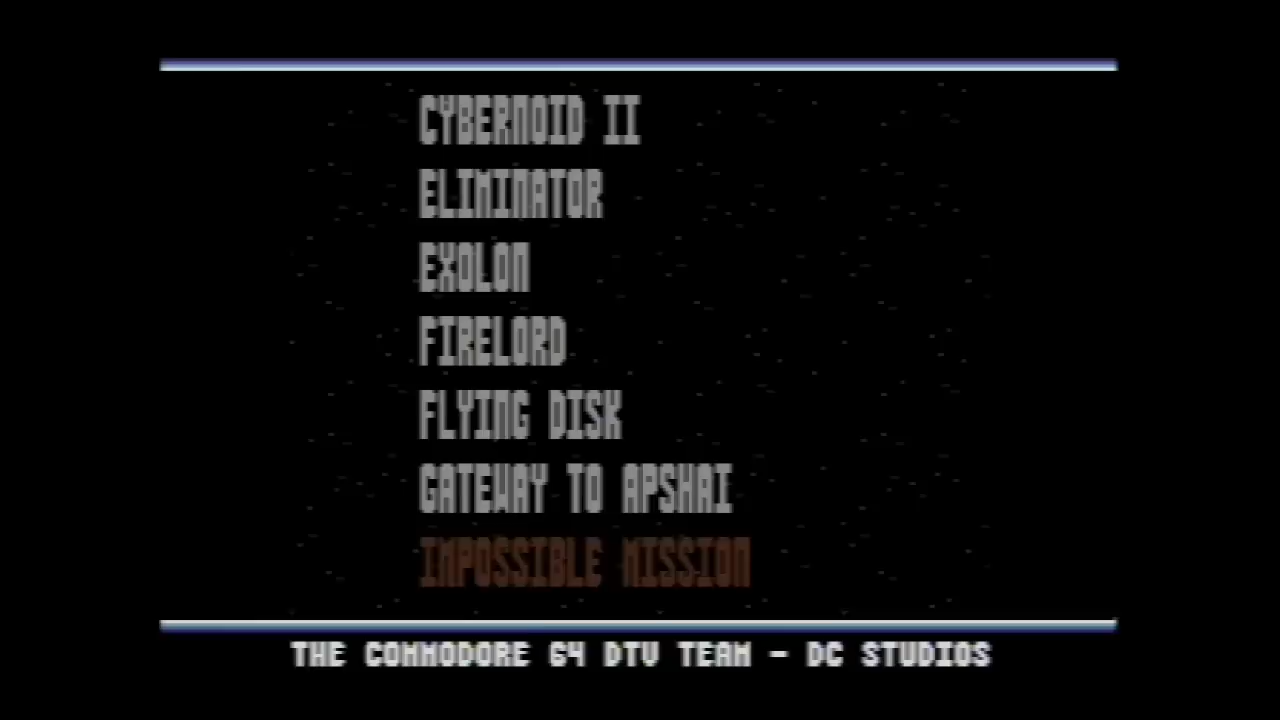 CYBERNOID II
ELIMINATOR
EXOLON
FIRELORD
FLYING DISK
GATEWAY TO APSHAI
IMPOSSIBLE MISSION
THE COMMODORE 64 DTV TEAM - DC STUDIOS